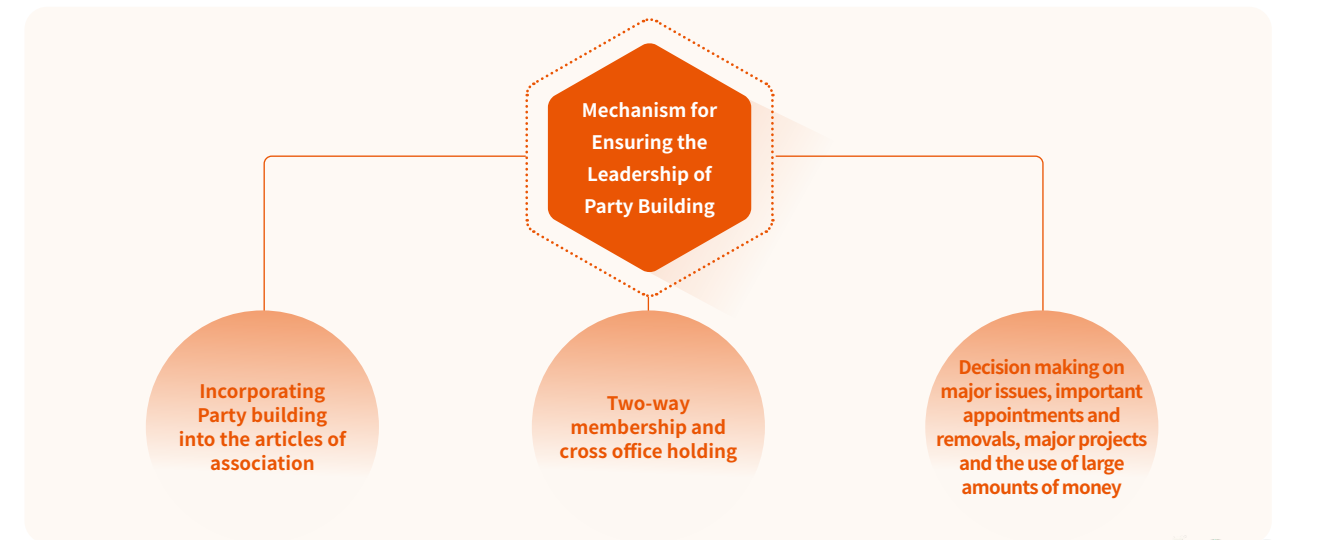 Mechanism for
Ensuring the
Leadership of
Party Building
Incorporating
Party building
into the articles of
association
Two-way
membership and
cross office holding
Decision making on
major issues, important
appointments and
removals, major projects
and the use of large
amounts of money